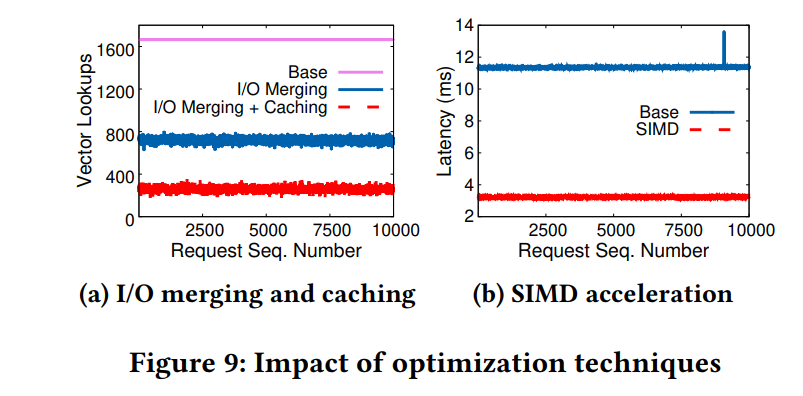 1600
1200
800
400
0
Vector Lookups
Base
I/O Merging
I/O Merging + Caching
2500 5000 7500 10000
Request Seq. Number
(a) I/O merging and caching
14
12
10
8
6
4
2
Latency (ms)
Base
SIMD
2500 5000 7500 10000
Request Seq. Number
(b) SIMD acceleration
Figure 9: Impact of optimization techniques